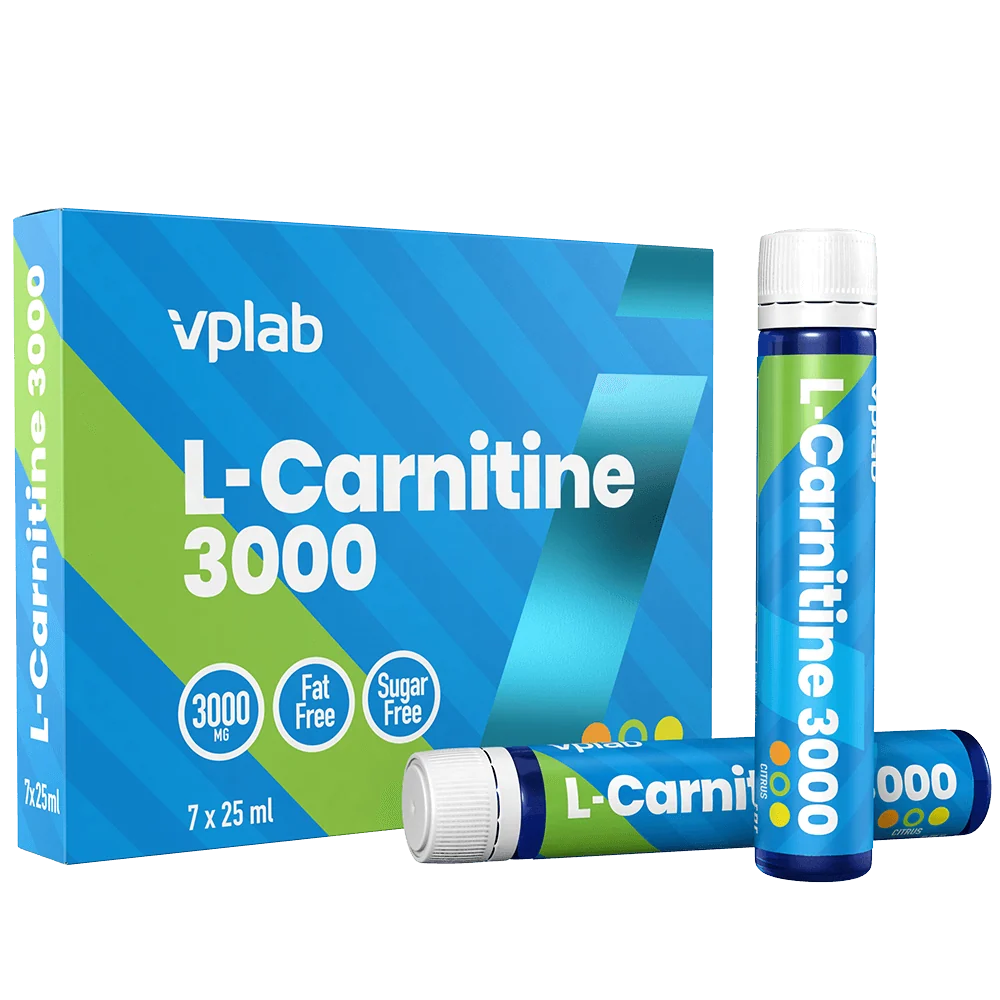 L-Carnitine 3000
7x25ml
vplab
L-Carnitine
3000
3000
MG
Fat
Free
Sugar
Free
7 x 25 ml
vplab
L-Carnit
000
CITRUS
vplab
L-Carnitine 3000
CITRUS